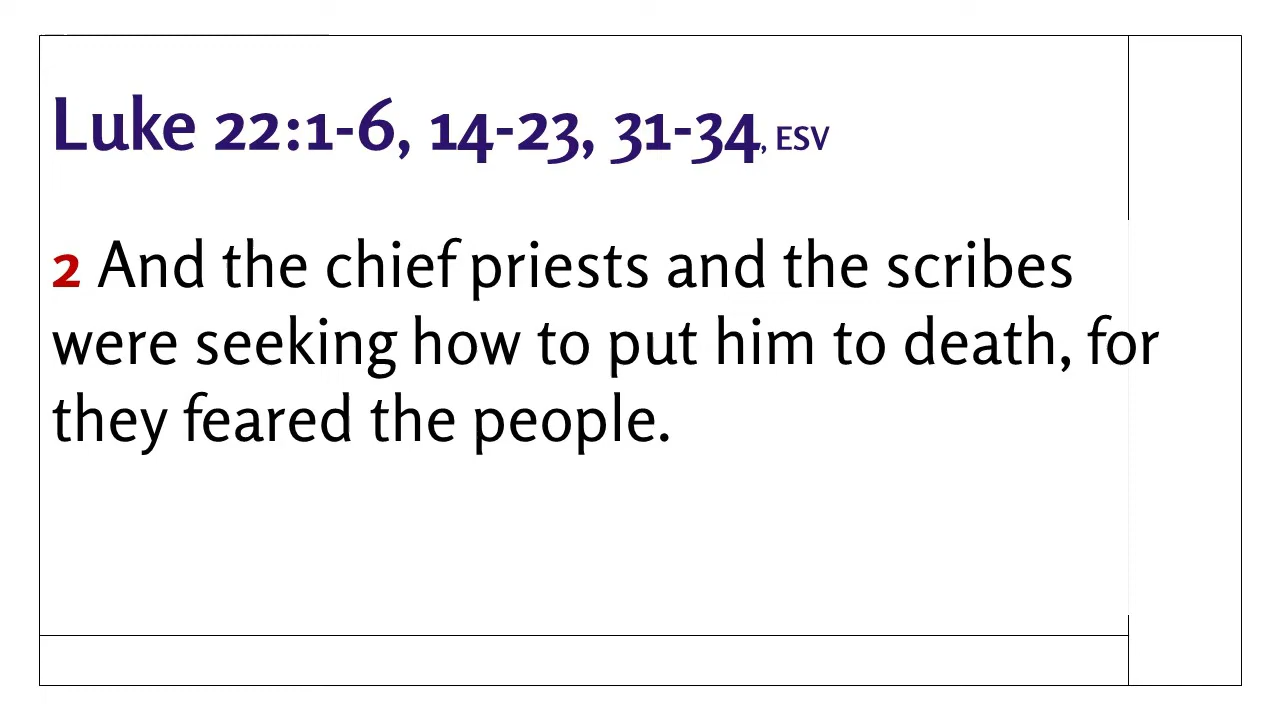 Luke 22:1-6, 14-23, 31-34, ESV
2 And the chief priests and the scribes
were seeking how to put him to death, for
they feared the people.